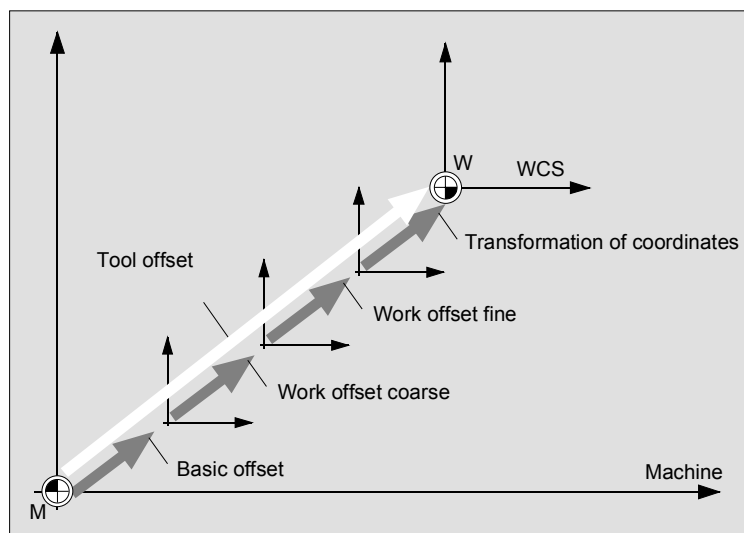 W
WCS
Transformation of coordinates
Tool offset
Work offset fine
Work offset coarse
Basic offset
Machine
M